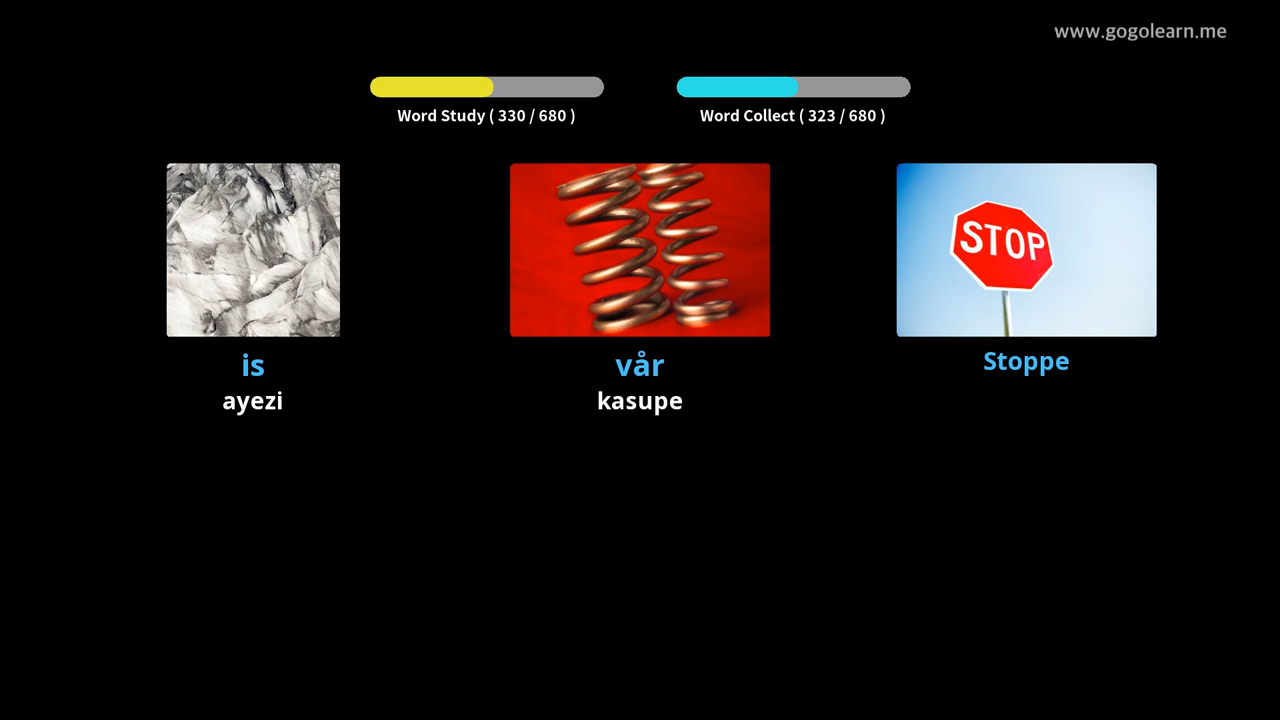 www.gogolearn.me
Word Study ( 330 / 680 )
Word Collect ( 323 / 680 )
STOP
is
vår
Stoppe
ayezi
kasupe